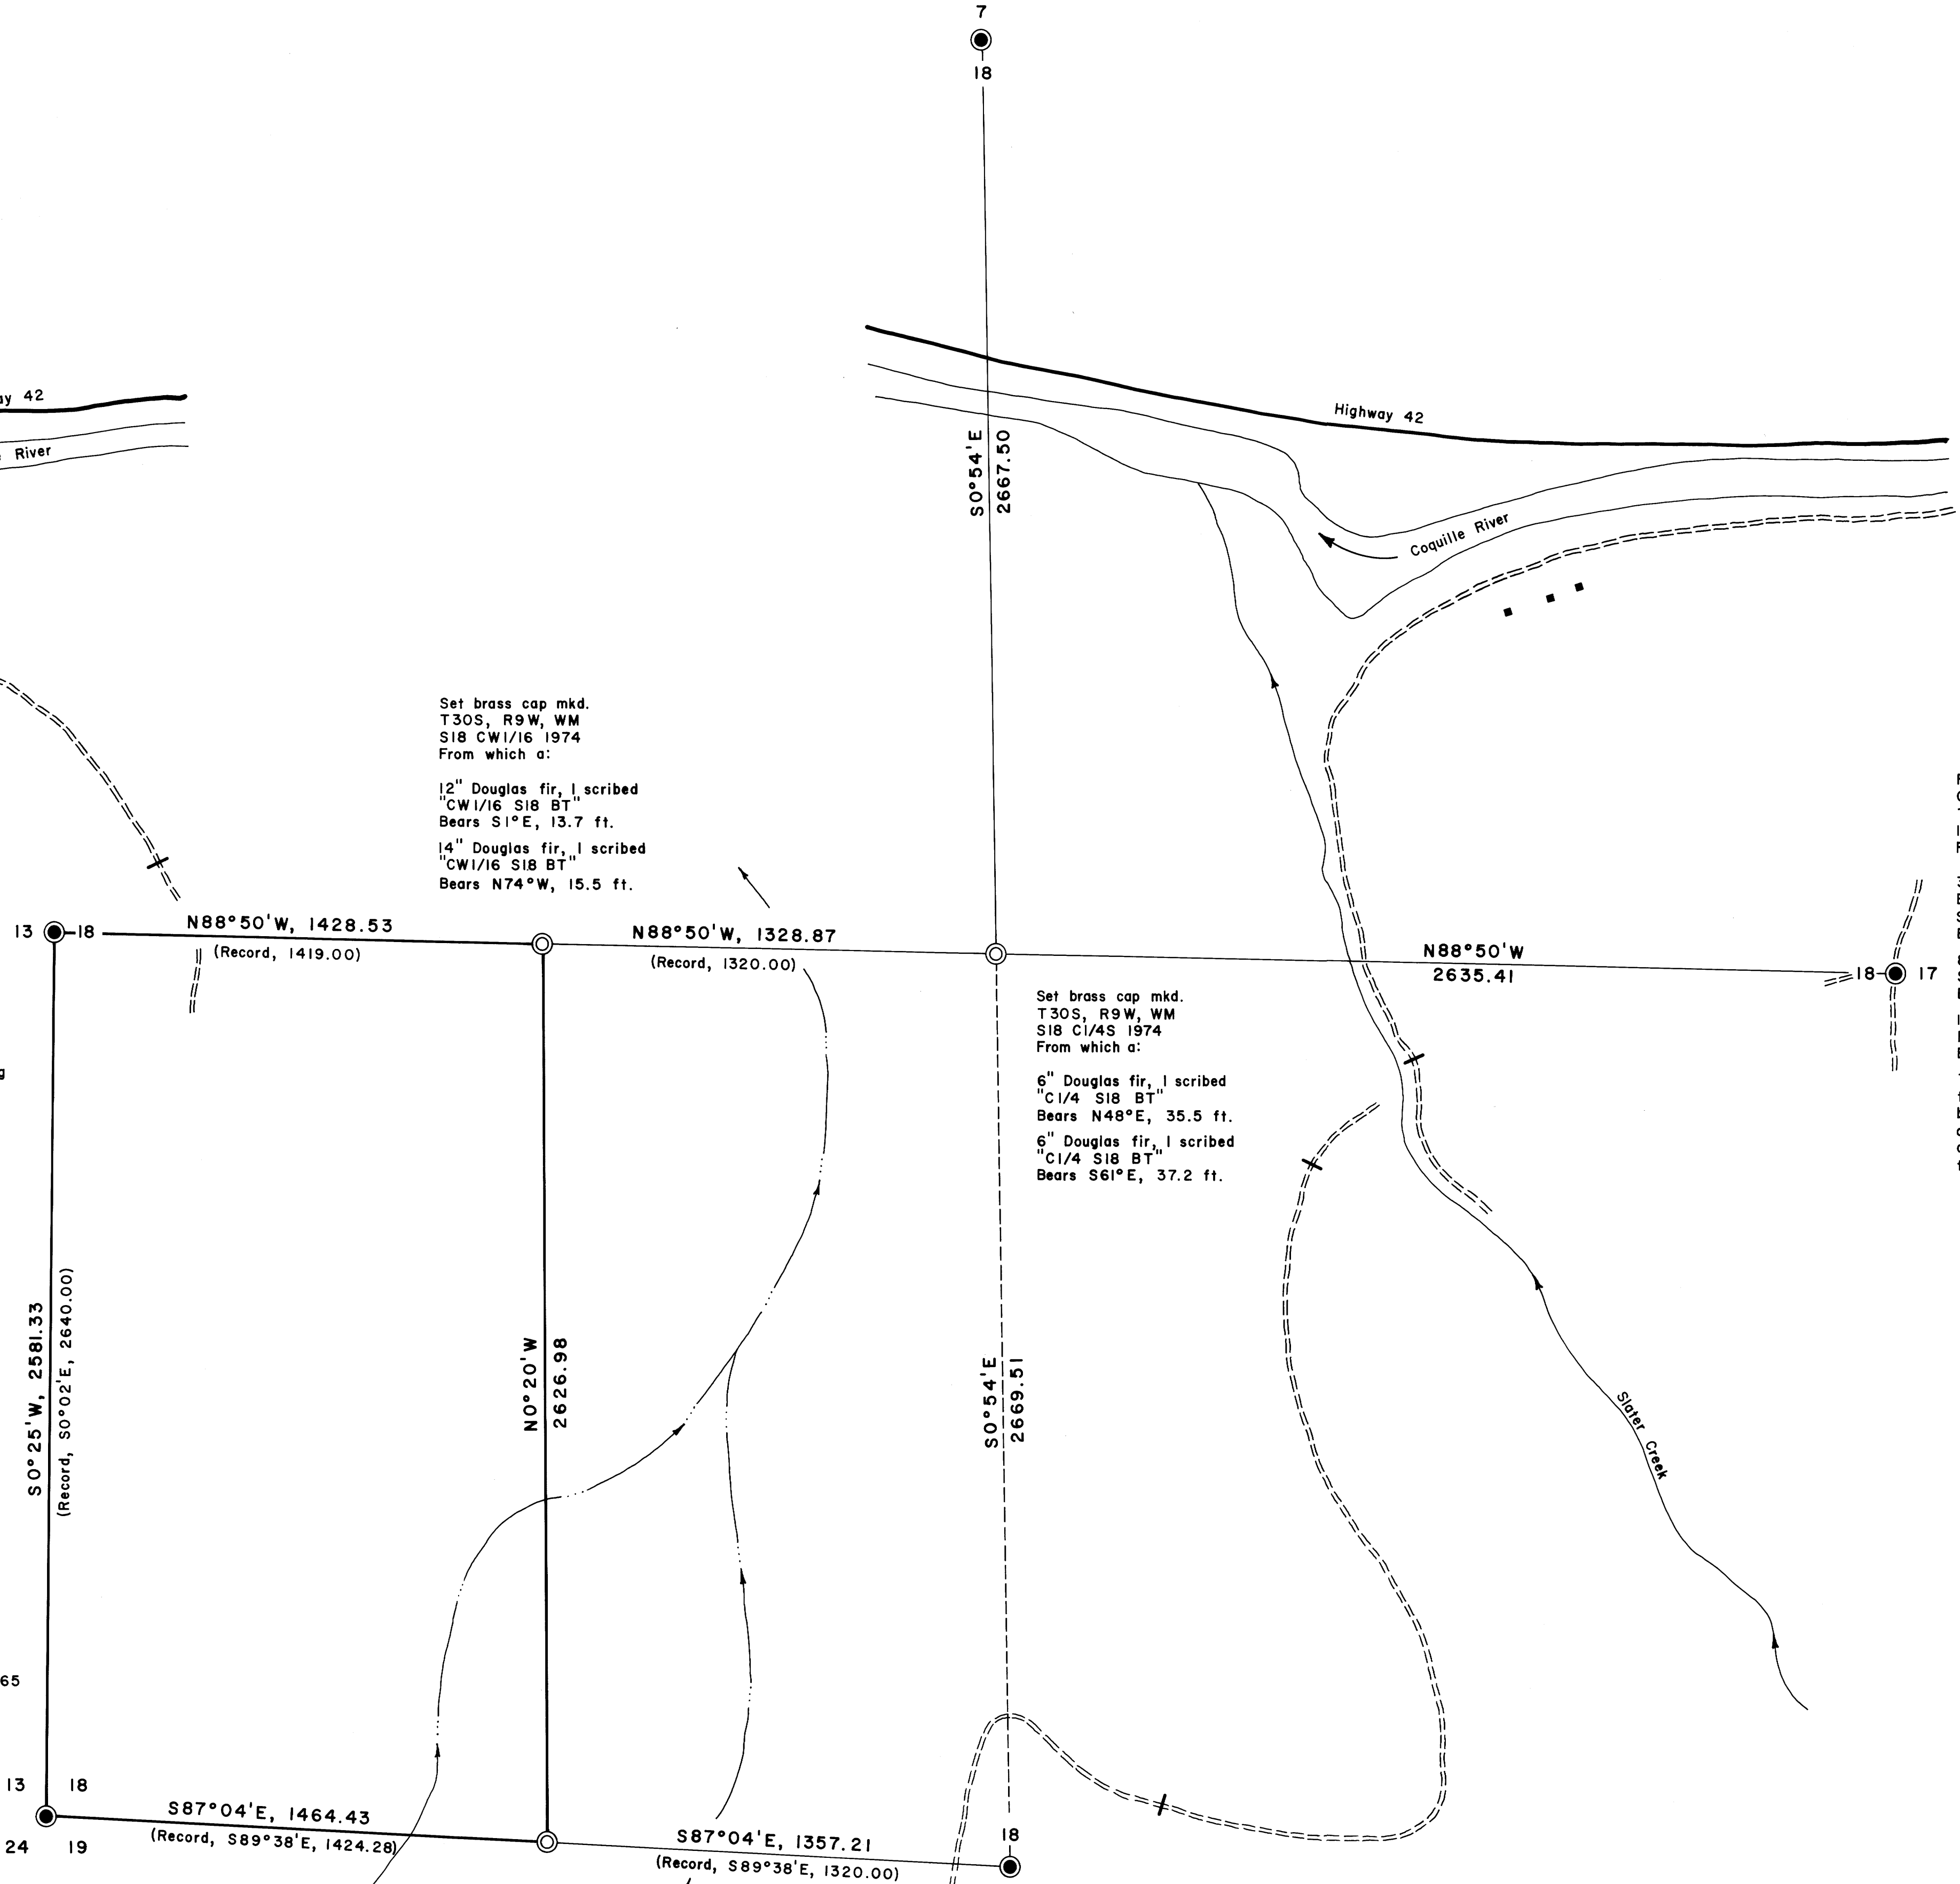 7
18
ay 42
River
Highway 42
S0°54'E
2667.50
Coquille River
Set brass cap mkd.
T30S, R9W, WM
S18 CW1/16 1974
From which a:
12" Douglas fir, I scribed
"CW1/16 S18 BT"
Bears S1°E, 13.7 ft.
14" Douglas fir, I scribed
"CW1/16 S18 BT"
Bears N74°W, 15.5 ft.
13 18
N88°50'W, 1428.53
(Record, 1419.00)
N88°50'W, 1328.87
(Record, 1320.00)
N88°50'W
2635.41
18 17
Set brass cap mkd.
T30S, R9W, WM
S18 C1/4S 1974
From which a:
6" Douglas fir, I scribed
"C1/4 S18 BT"
Bears N48°E, 35.5 ft.
6" Douglas fir, I scribed
"C1/4 S18 BT"
Bears S61°E, 37.2 ft.
g
S0°25'W, 2581.33
(Record, S0°02'E, 2640.00)
N0°20'W
2626.98
S0°54'E
2669.51
Slater Creek
65
13 18
24 19
S87°04'E, 1464.43
(Record, S89°38'E, 1424.28)
S87°04'E, 1357.21
(Record, S89°38'E, 1320.00)
18